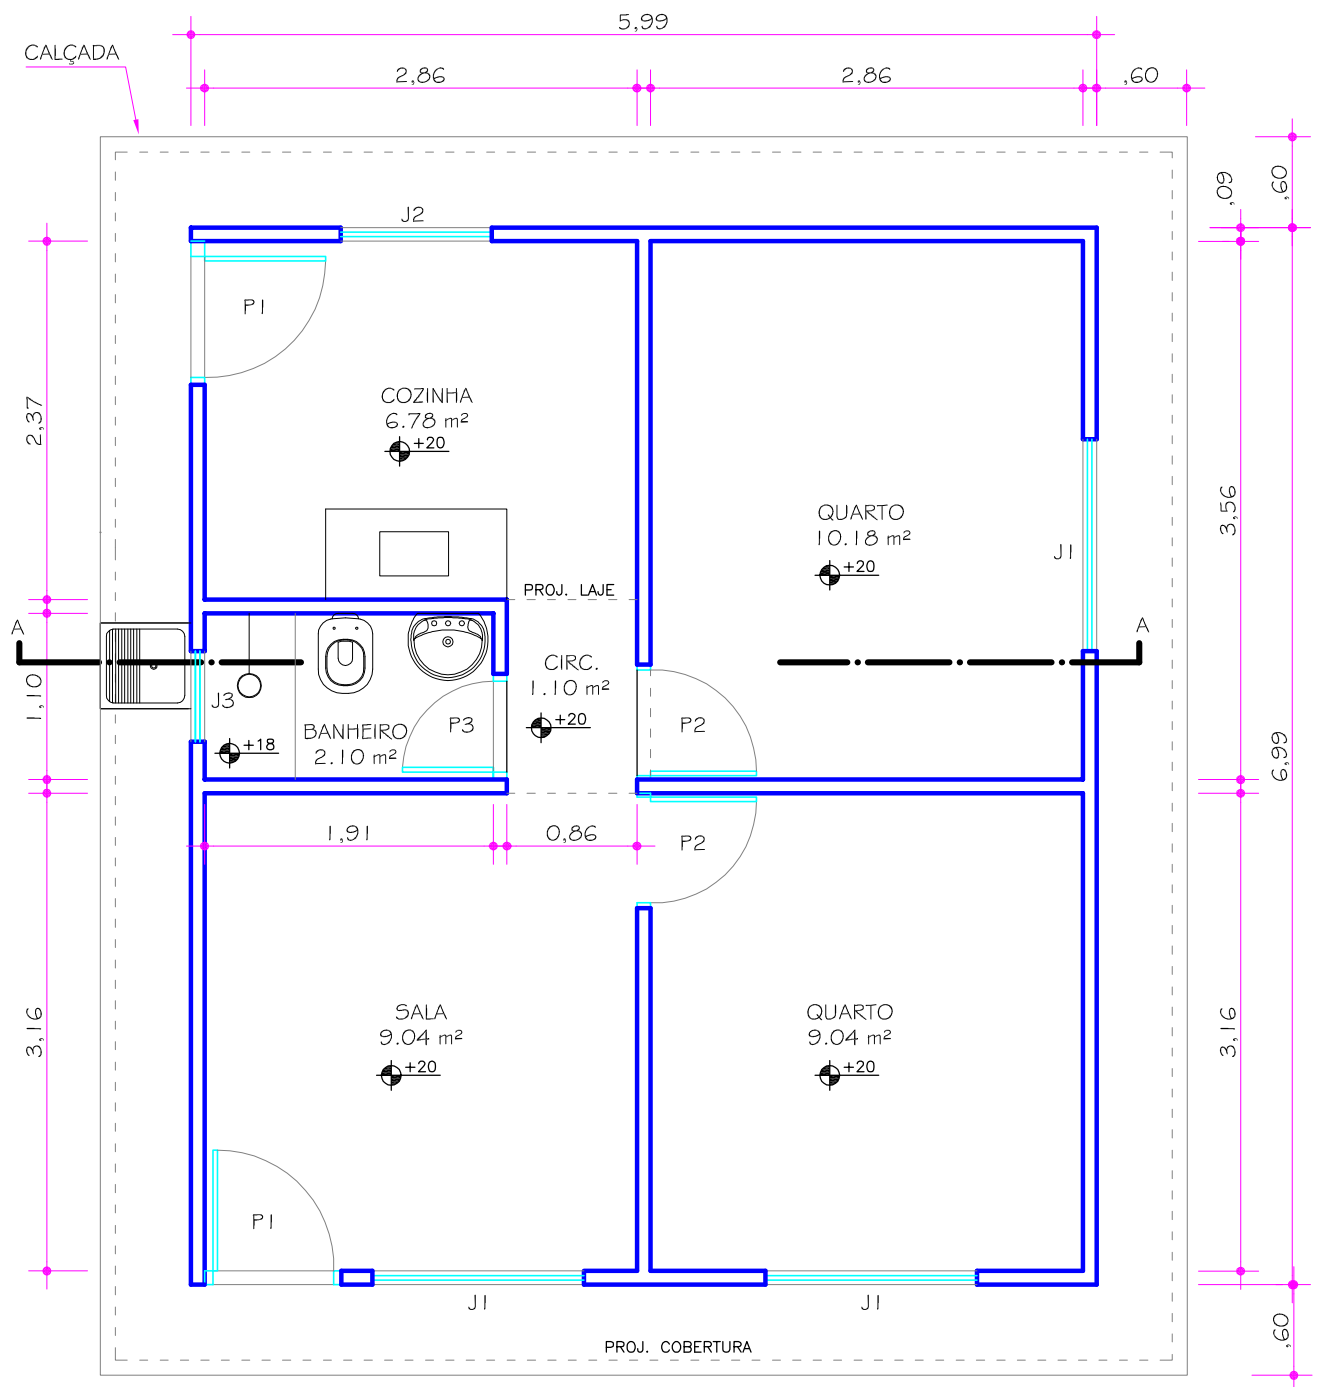 5,99
CALÇADA
2,86
2,86
,60
,09
,60
J2
P1
COZINHA
6.78 m²
+20
2,37
QUARTO
10.18 m²
+20
3,56
J1
PROJ. LAJE
A
A
CIRC.
1.10 m²
+20
1,10
J3
BANHEIRO
2.10 m²
+18
P3
P2
6,99
1,91
0,86
P2
SALA
9.04 m²
+20
QUARTO
9.04 m²
+20
3,16
3,16
P1
J1
J1
PROJ. COBERTURA
,60